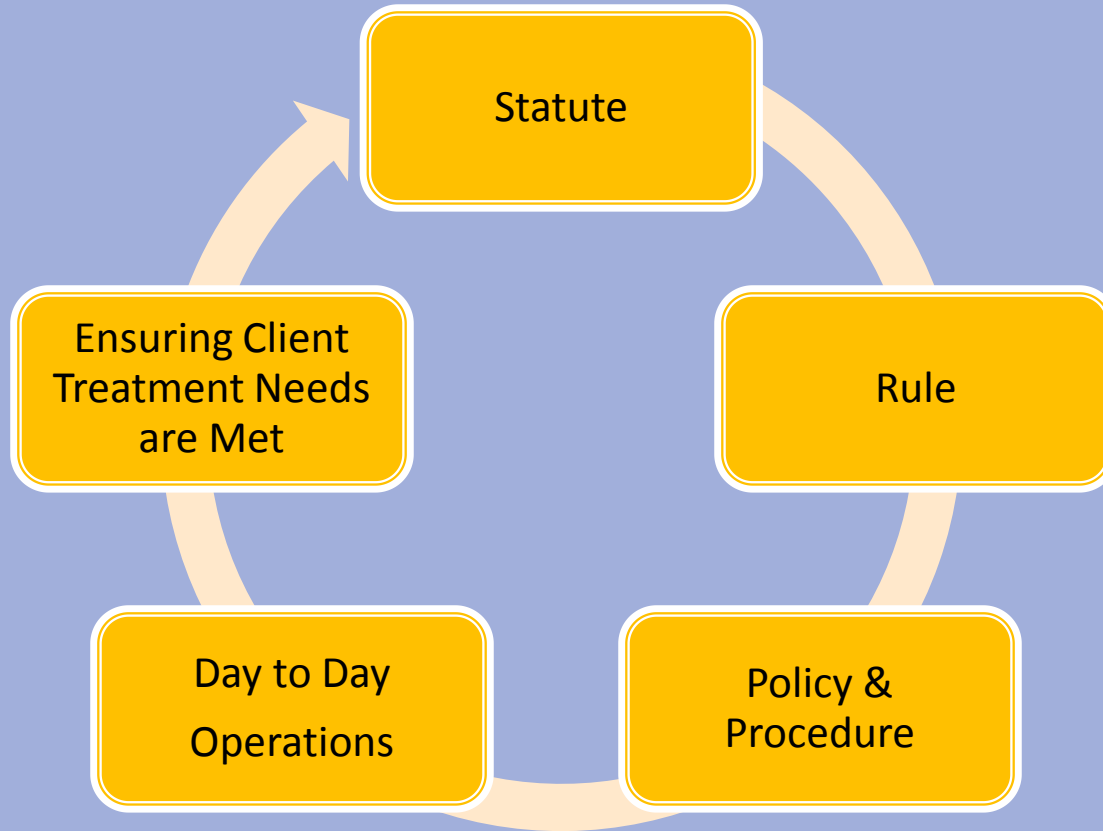 Statute
Rule
Policy &
Procedure
Day to Day
Operations
Ensuring Client
Treatment Needs
are Met